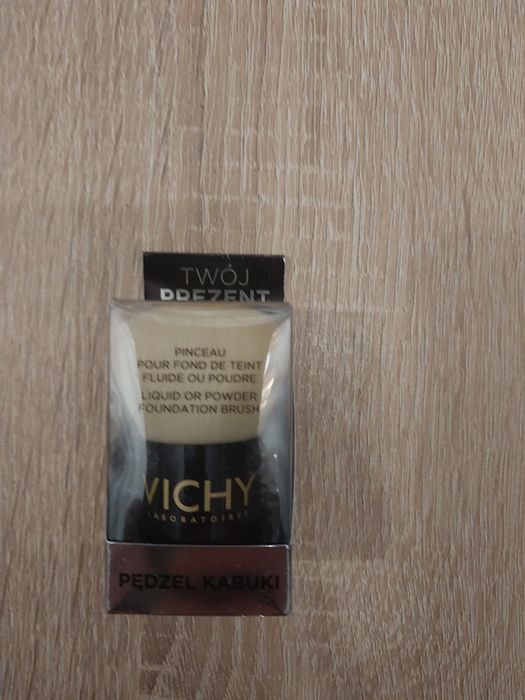 TWÓJ
PREZENT
PINCEAU
POUR FOND DE TEINT
FLUIDE OU POUDRE
LIQUID OR POWDER
FOUNDATION BRUSH
VICHY
LABORATOIRES
PĘDZEL KABUKI